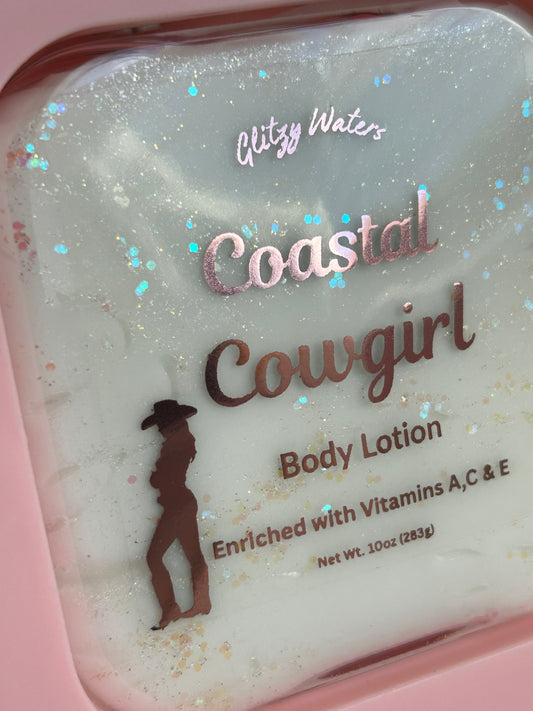 Glitzy Waters
Coastal
Cowgirl
Body Lotion
Enriched with Vitamins A,C & E
Net Wt. 10oz (283g)